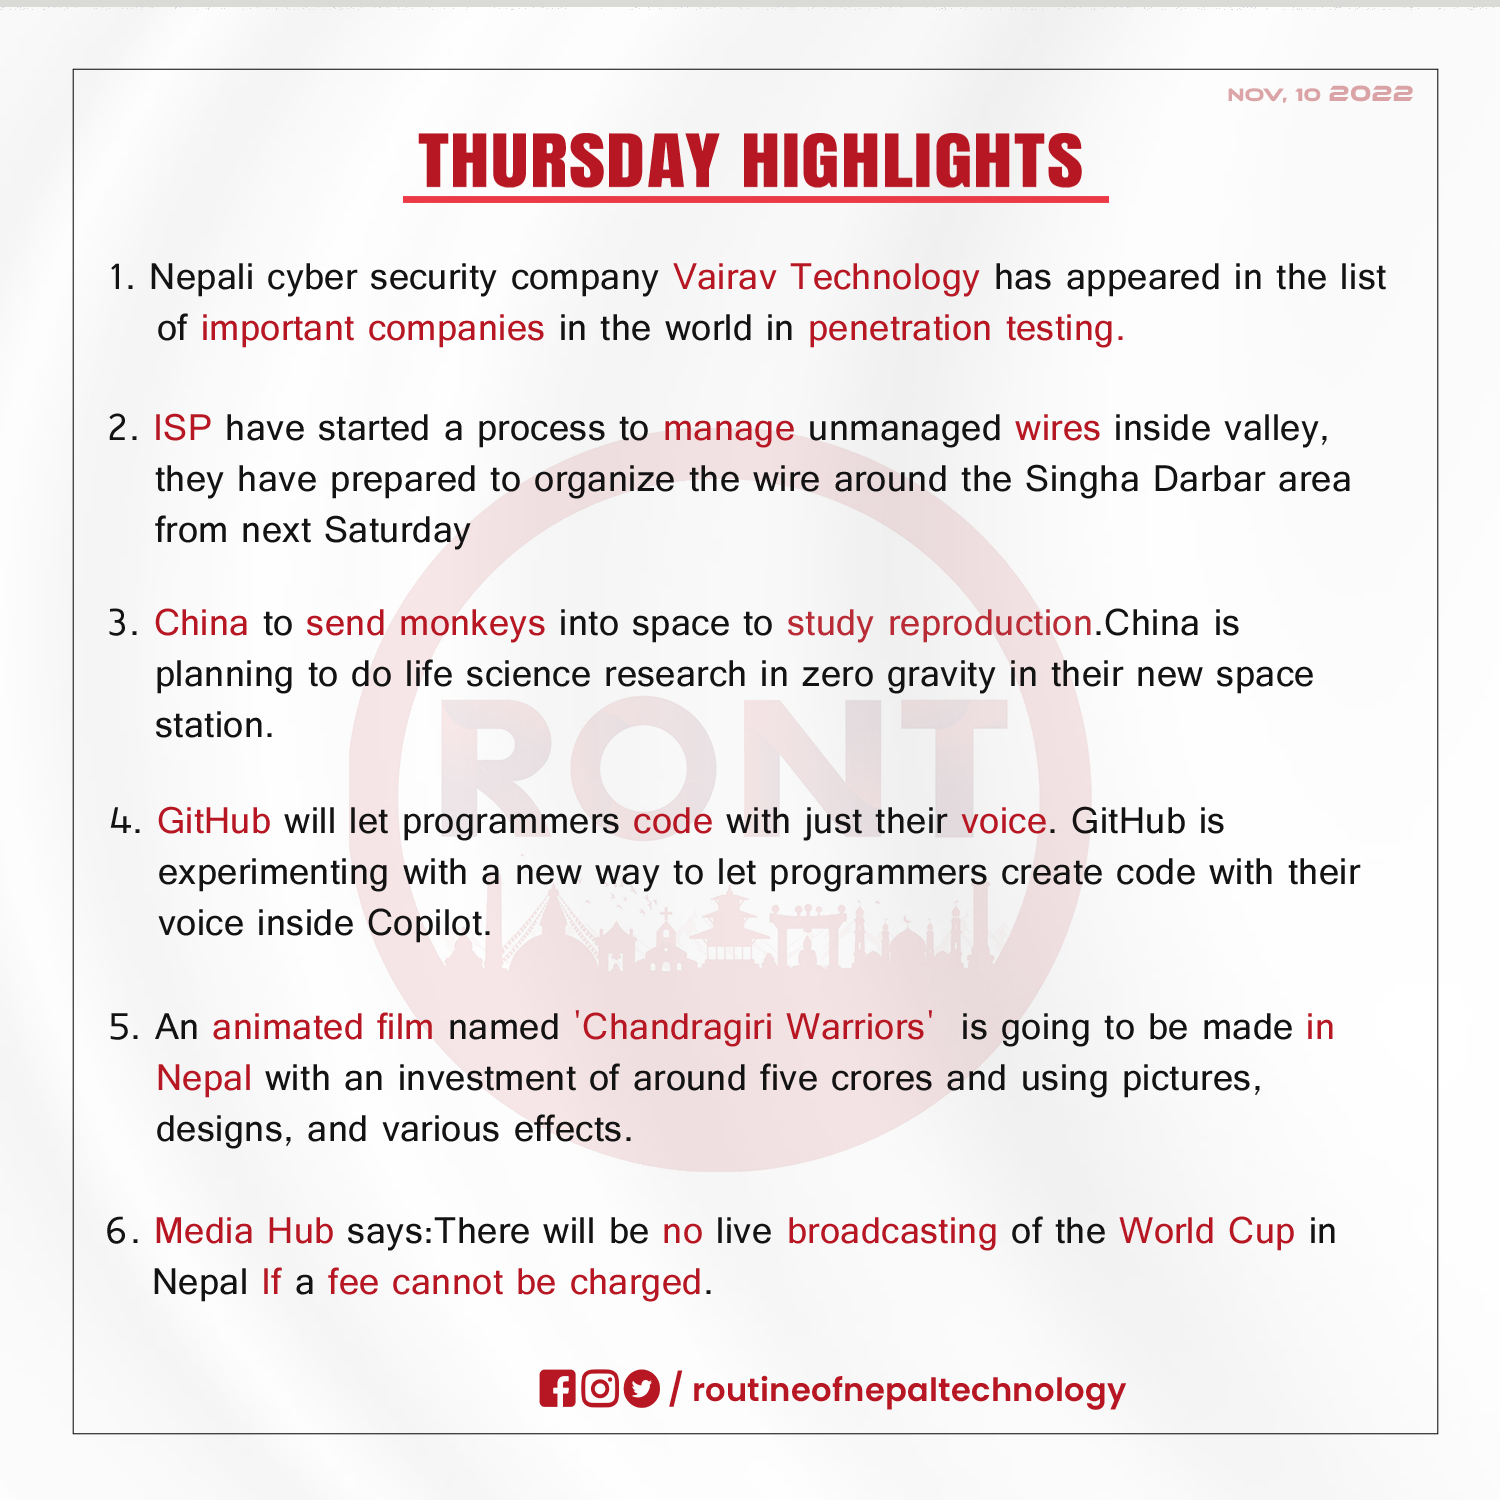 NOV, 10 2022
THURSDAY HIGHLIGHTS
1. Nepali cyber security company Vairav Technology has appeared in the list
of important companies in the world in penetration testing.
2. ISP have started a process to manage unmanaged wires inside valley,
they have prepared to organize the wire around the Singha Darbar area
from next Saturday
3. China to send monkeys into space to study reproduction.China is
planning to do life science research in zero gravity in their new space
station.
RONT
4. GitHub will let programmers code with just their voice. GitHub is
experimenting with a new way to let programmers create code with their
voice inside Copilot.
5. An animated film named 'Chandragiri Warriors'  is going to be made in
Nepal with an investment of around five crores and using pictures,
designs, and various effects.
6. Media Hub says:There will be no live broadcasting of the World Cup in
Nepal If a fee cannot be charged.
/ routineofnepaltechnology